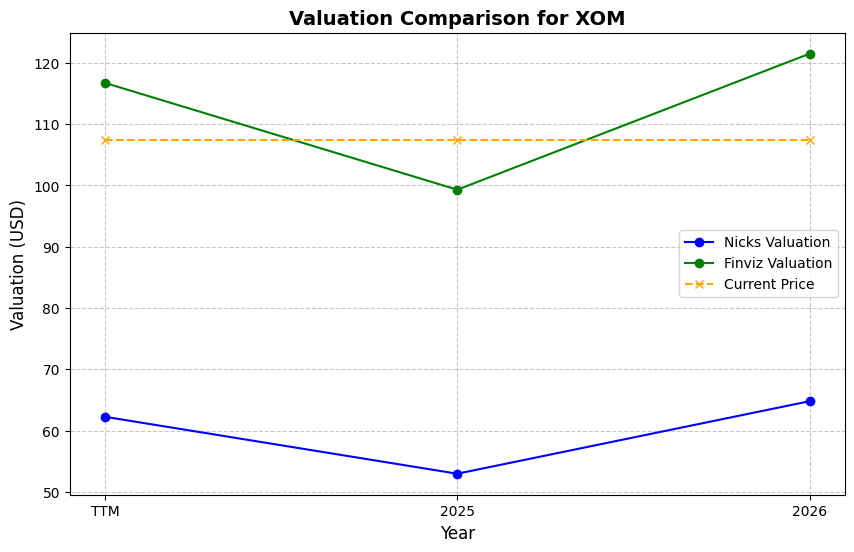 Valuation Comparison for XOM
Valuation (USD)
120
110
100
90
80
70
60
50
Nicks Valuation
Finviz Valuation
Current Price
TTM
2025
2026
Year